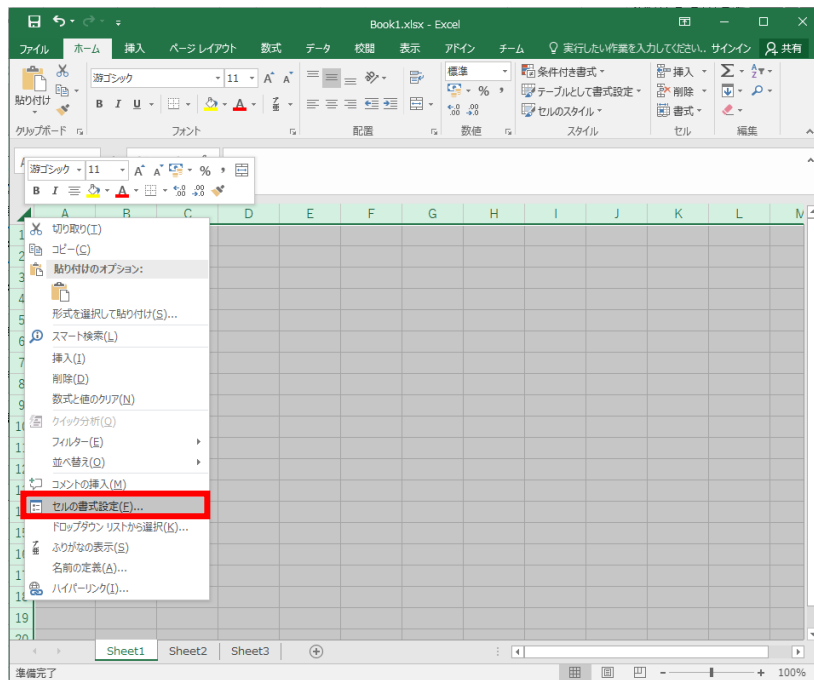 Book1.xlsx - Excel
ファイル ホーム 挿入 ページ レイアウト 数式 データ 校閲 表示 アドイン チーム 実行したい作業を入力してください。 サインイン 共有
貼り付け
游ゴシック 11 A A
B I U A 亜
標準
% ,
条件付き書式
テーブルとして書式設定
セルのスタイル
挿入
削除
書式
Σ
クリップボード フォント 配置 数値 スタイル セル 編集
游ゴシック 11 A A % ,
B I A
A B C D E F G H I J K L M
切り取り(T)
コピー(C)
貼り付けのオプション:
形式を選択して貼り付け(S)...
スマート検索(L)
挿入(I)
削除(D)
数式と値のクリア(N)
クイック分析(Q)
フィルター(E)
並べ替え(O)
コメントの挿入(M)
セルの書式設定(F)...
ドロップダウン リストから選択(K)...
ふりがなの表示(S)
名前の定義(A)...
ハイパーリンク(I)...
19
20
Sheet1 Sheet2 Sheet3
準備完了 100%